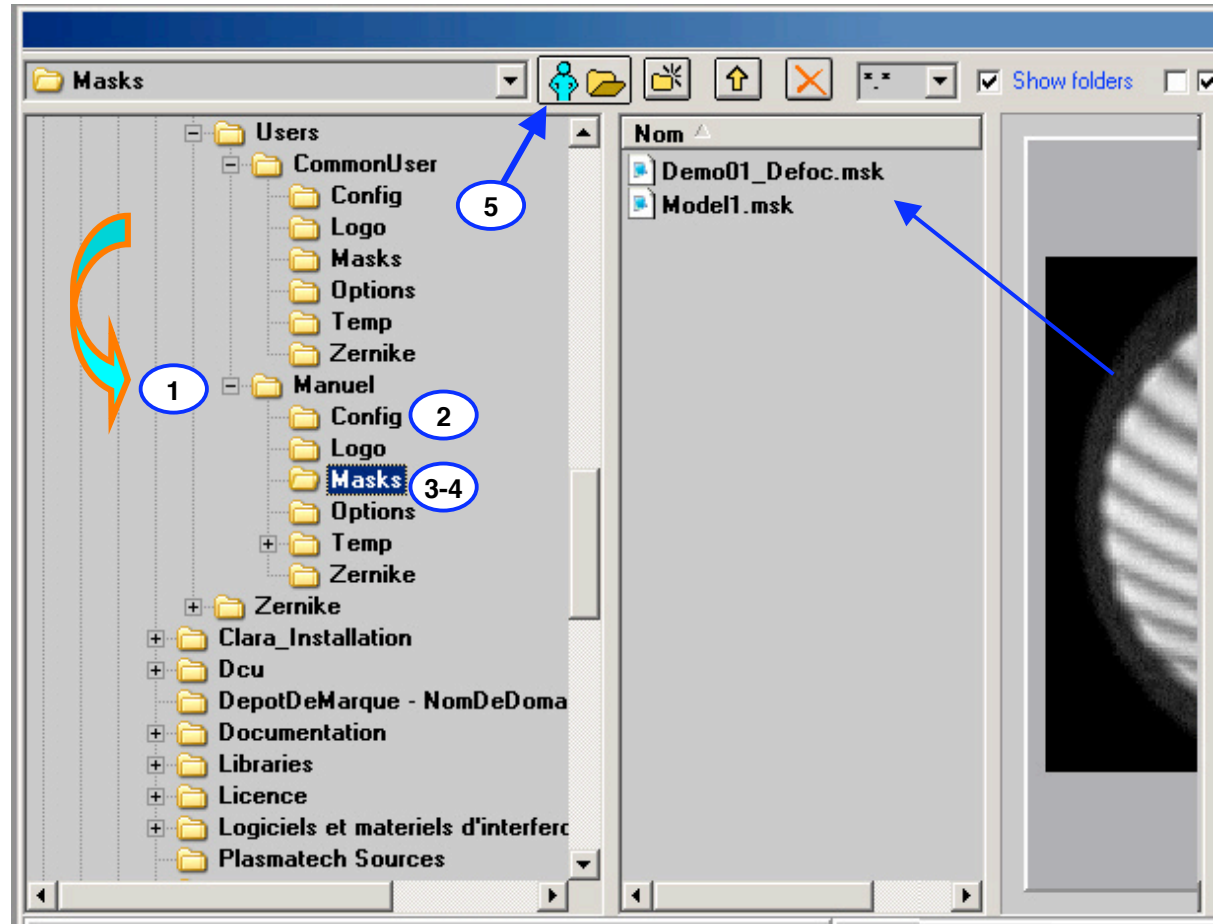 Masks
*.*
Show folders
Users
CommonUser
Config
Logo
Masks
Options
Temp
Zernike
Manuel
Config
Logo
Masks
Options
Temp
Zernike
Zernike
Clara_Installation
Dcu
DepotDeMarque - NomDeDoma
Documentation
Libraries
Licence
Logiciels et materiels d'interferc
Plasmatech Sources
1
2
3-4
5
Nom
Demo01_Defoc.msk
Model1.msk